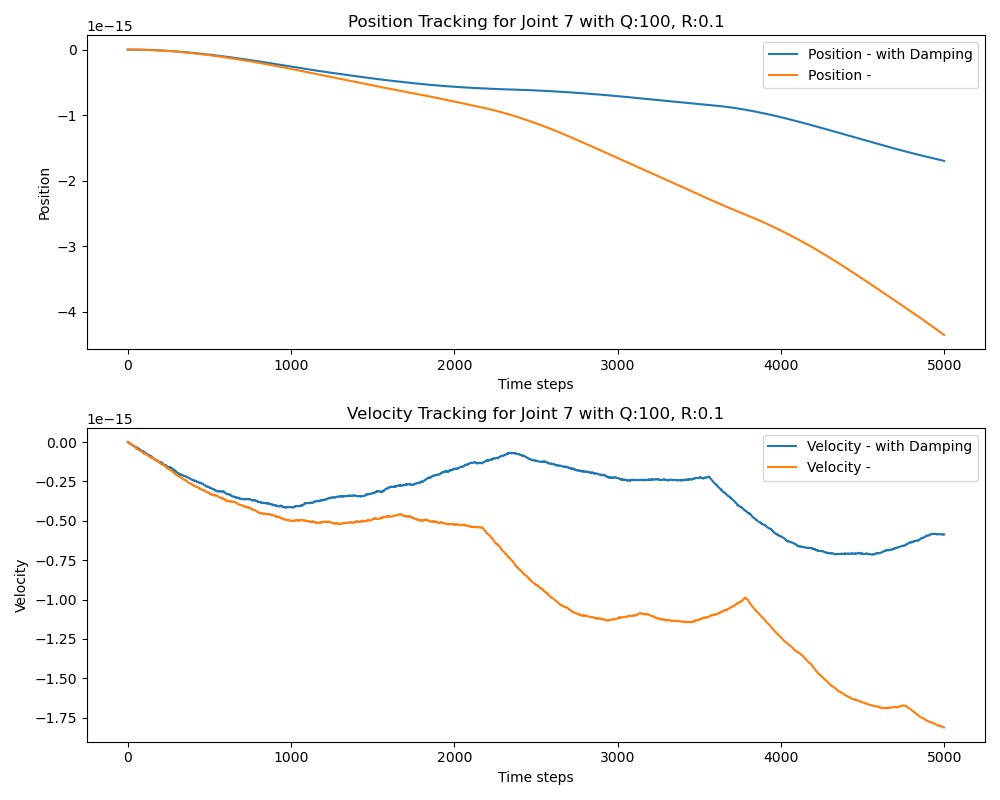 Position Tracking for Joint 7 with Q:100, R:0.1
1e−15
Position - with Damping
Position -
0
−1
−2
−3
−4
Position
0 1000 2000 3000 4000 5000
Time steps
Velocity Tracking for Joint 7 with Q:100, R:0.1
1e−15
Velocity - with Damping
Velocity -
0.00
−0.25
−0.50
−0.75
−1.00
−1.25
−1.50
−1.75
Velocity
0 1000 2000 3000 4000 5000
Time steps